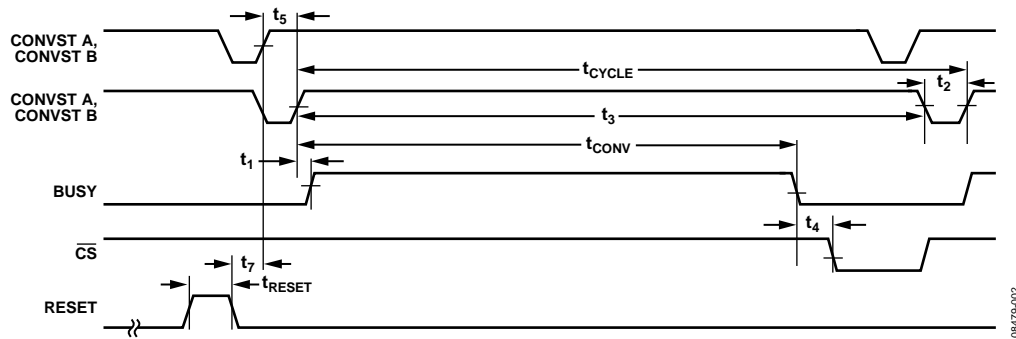 t5
CONVST A,
CONVST B
tCYCLE
t2
CONVST A,
CONVST B
t3
tCONV
t1
BUSY
t4
CS
t7
tRESET
RESET
08479-002